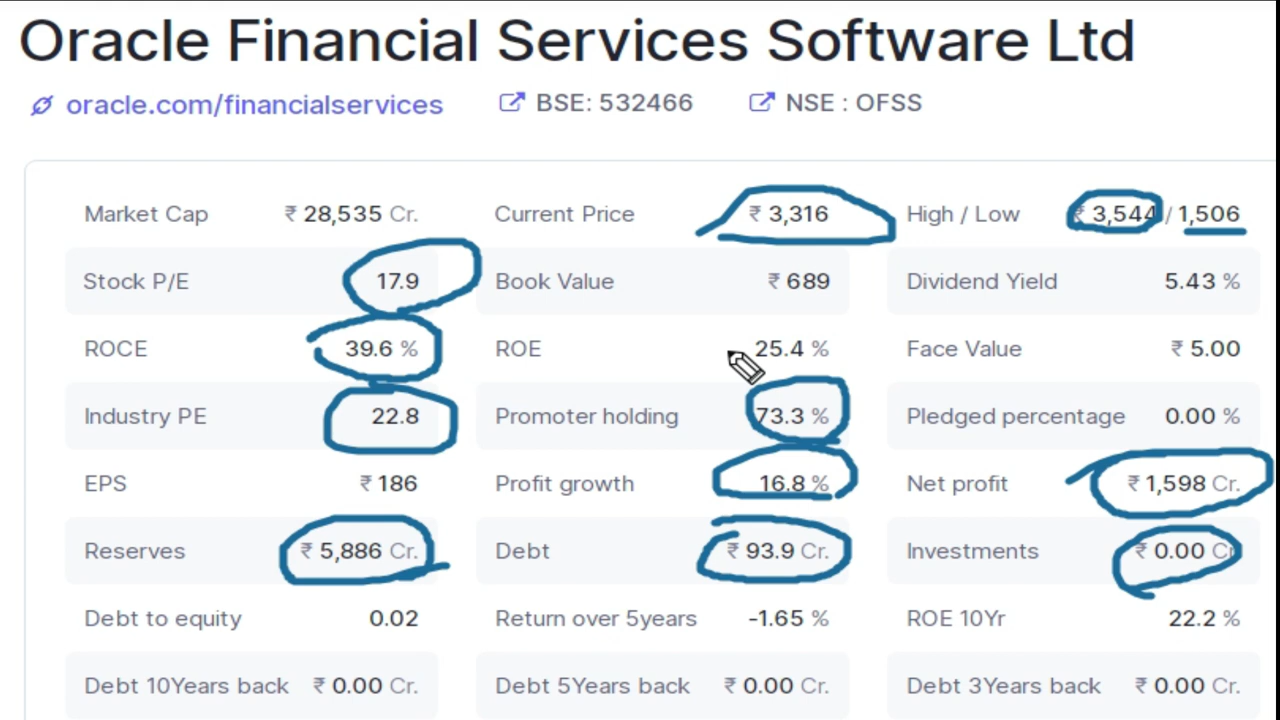 Oracle Financial Services Software Ltd
oracle.com/financialservices BSE: 532466 NSE : OFSS
Market Cap ₹ 28,535 Cr. Current Price ₹ 3,316 High / Low ₹ 3,544 / 1,506
Stock P/E 17.9 Book Value ₹ 689 Dividend Yield 5.43 %
ROCE 39.6 % ROE 25.4 % Face Value ₹ 5.00
Industry PE 22.8 Promoter holding 73.3 % Pledged percentage 0.00 %
EPS ₹ 186 Profit growth 16.8 % Net profit ₹ 1,598 Cr.
Reserves ₹ 5,886 Cr. Debt ₹ 93.9 Cr. Investments ₹ 0.00 Cr.
Debt to equity 0.02 Return over 5years -1.65 % ROE 10Yr 22.2 %
Debt 10Years back ₹ 0.00 Cr. Debt 5Years back ₹ 0.00 Cr. Debt 3Years back ₹ 0.00 Cr.